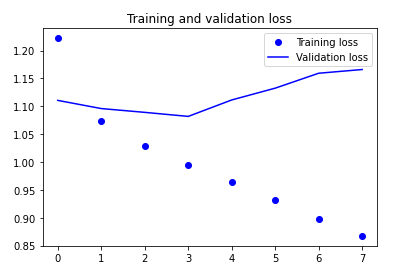 Training and validation loss
Training loss
Validation loss
1.20
1.15
1.10
1.05
1.00
0.95
0.90
0.85
0 1 2 3 4 5 6 7